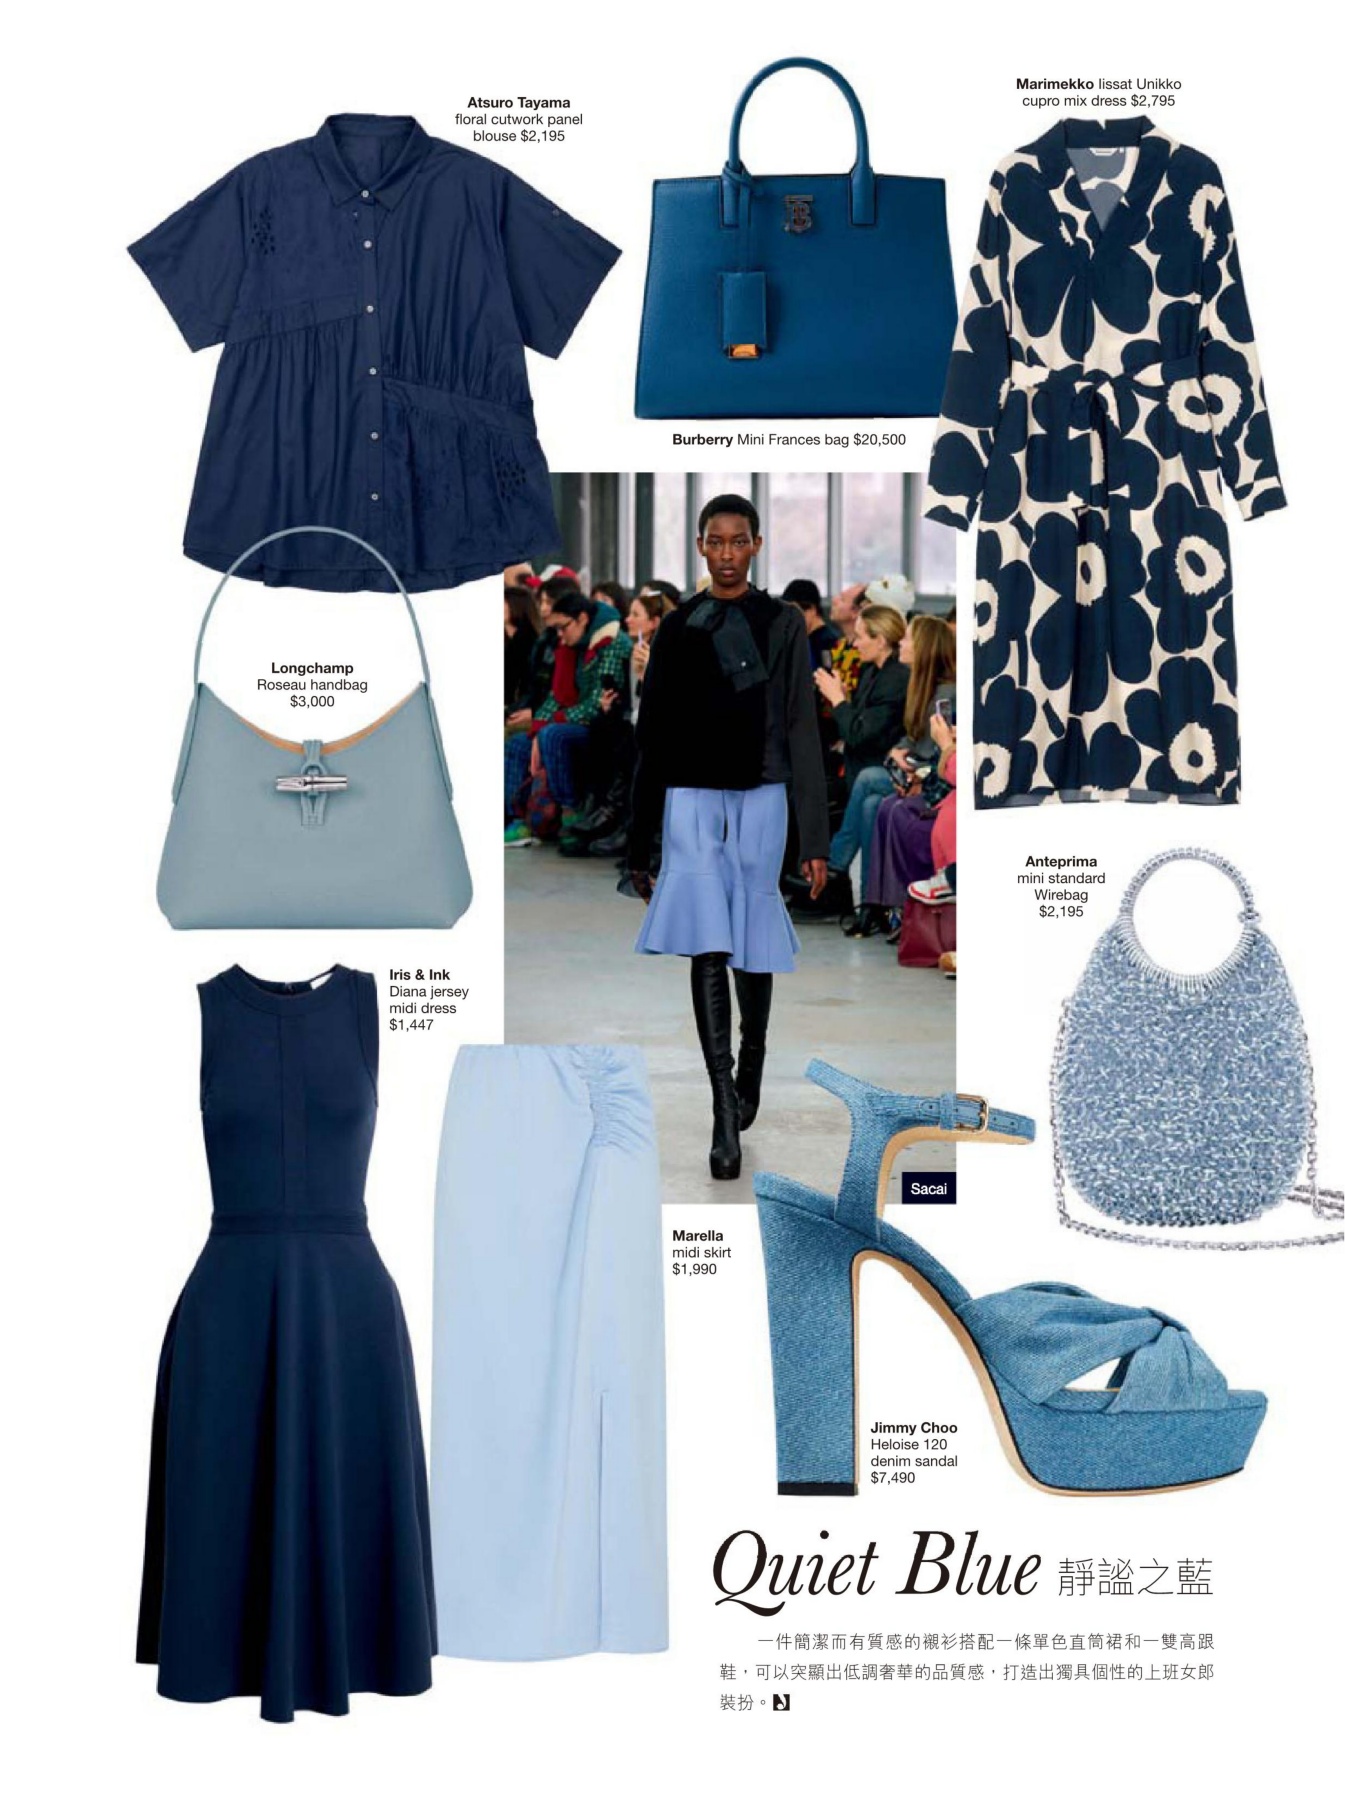 Atsuro Tayama
floral cutwork panel
blouse $2,195
Marimekko Iissat Unikko
cupro mix dress $2,795
Burberry Mini Frances bag $20,500
Longchamp
Roseau handbag
$3,000
Anteprima
mini standard
Wirebag
$2,195
Iris & Ink
Diana jersey
midi dress
$1,447
Sacai
Marella
midi skirt
$1,990
Jimmy Choo
Heloise 120
denim sandal
$7,490
Quiet Blue 靜謐之藍
一件簡潔而有質感的襯衫搭配一條單色直筒裙和一雙高跟
鞋，可以突顯出低調奢華的品質感，打造出獨具個性的上班女郎
裝扮。